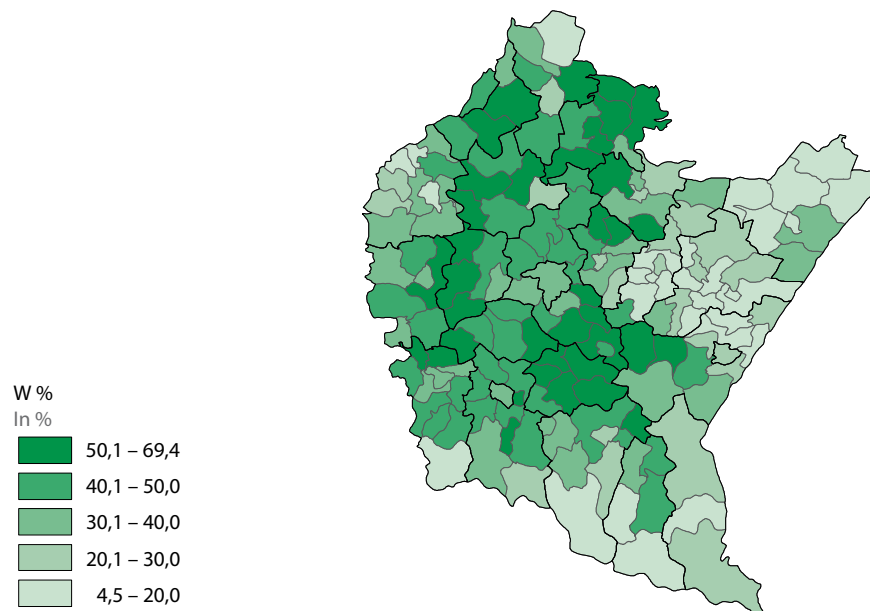 W %
In %
50,1 – 69,4
40,1 – 50,0
30,1 – 40,0
20,1 – 30,0
4,5 – 20,0